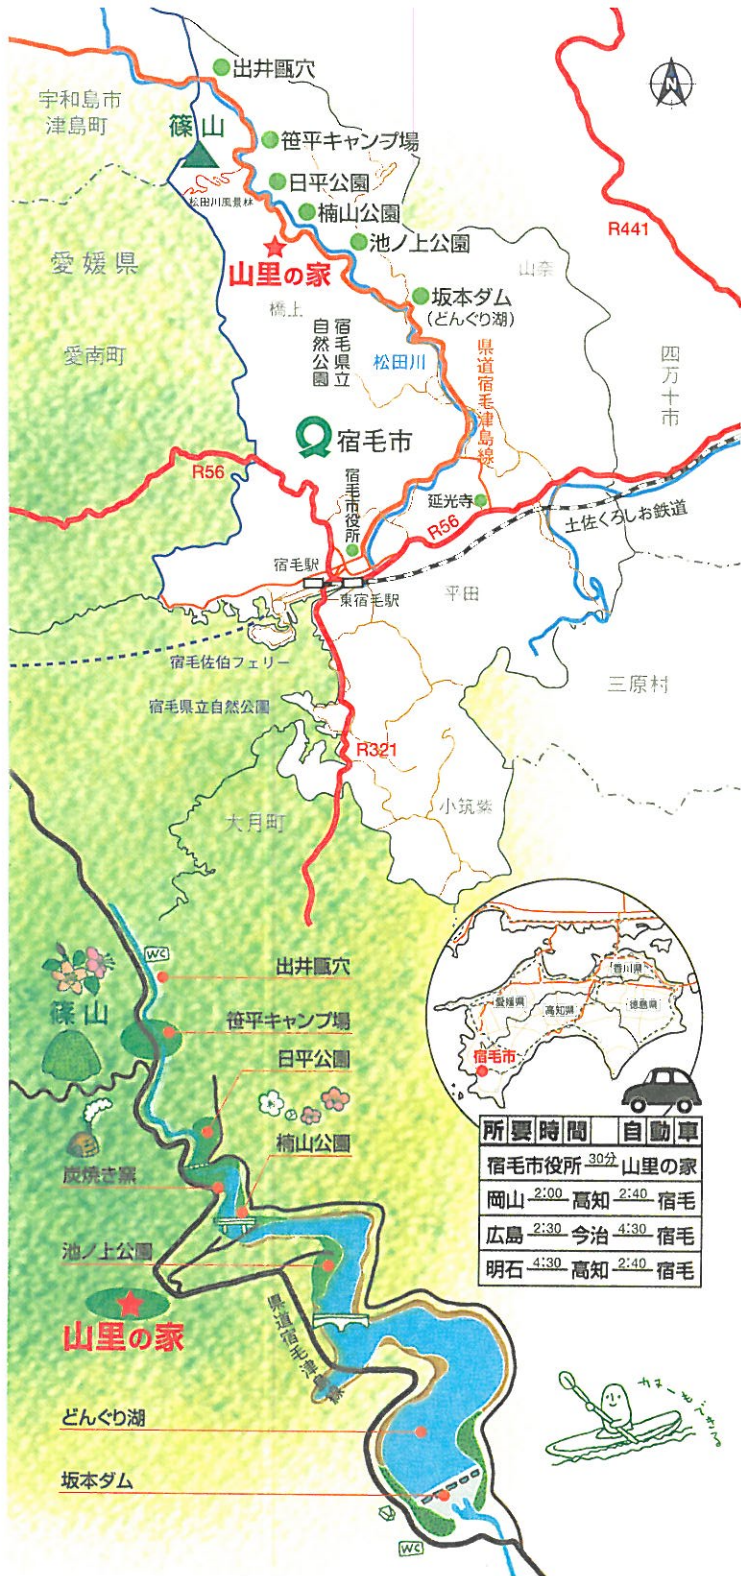 出井甌穴
宇和島市
津島町
篠山
笹平キャンプ場
日平公園
松田川風景林
楠山公園
N
R441
池ノ上公園
愛媛県
山里の家
山奈
坂本ダム
(どんぐり湖)
橋上
宿毛県立
自然公園
松田川
県道宿毛津島線
愛南町
四万十市
宿毛市
R56
宿毛市役所
延光寺
R56
土佐くろしお鉄道
宿毛駅
東宿毛駅
平田
宿毛佐伯フェリー
三原村
宿毛県立自然公園
R321
小筑紫
大月町
WC
出井甌穴
篠山
笹平キャンプ場
日平公園
楠山公園
炭焼き窯
池ノ上公園
山里の家
県道宿毛津島線
どんぐり湖
坂本ダム
WC
香川県
愛媛県
高知県
徳島県
宿毛市
所要時間 自動車
宿毛市役所 30分 山里の家
岡山 2:00 高知 2:40 宿毛
広島 2:30 今治 4:30 宿毛
明石 4:30 高知 2:40 宿毛
カヌーもできる